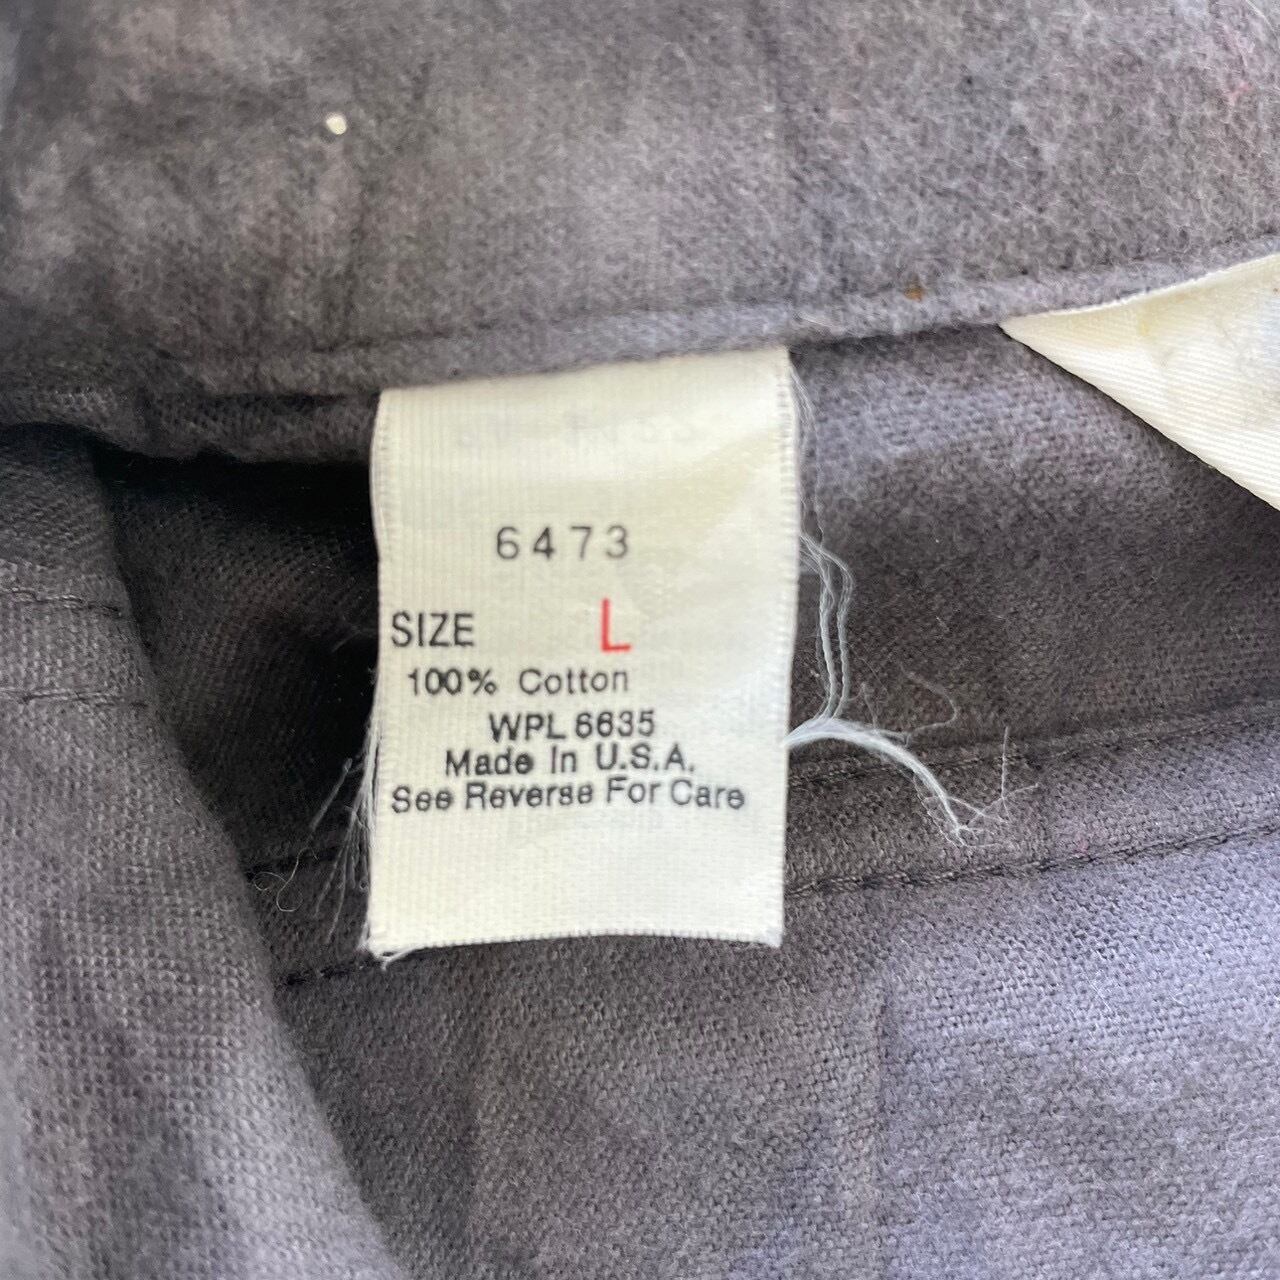 6473
SIZE L
100% Cotton
WPL 6635
Made In U.S.A.
See Reverse For Care